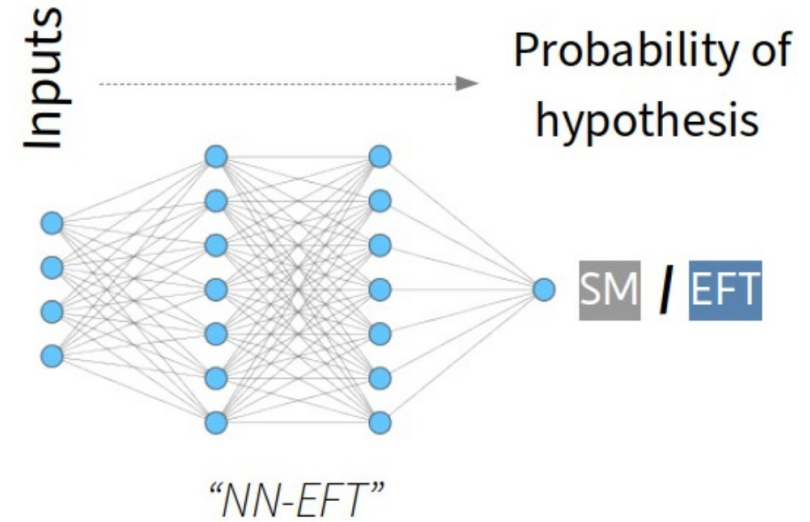 Inputs
Probability of
hypothesis
SM / EFT
“NN-EFT”